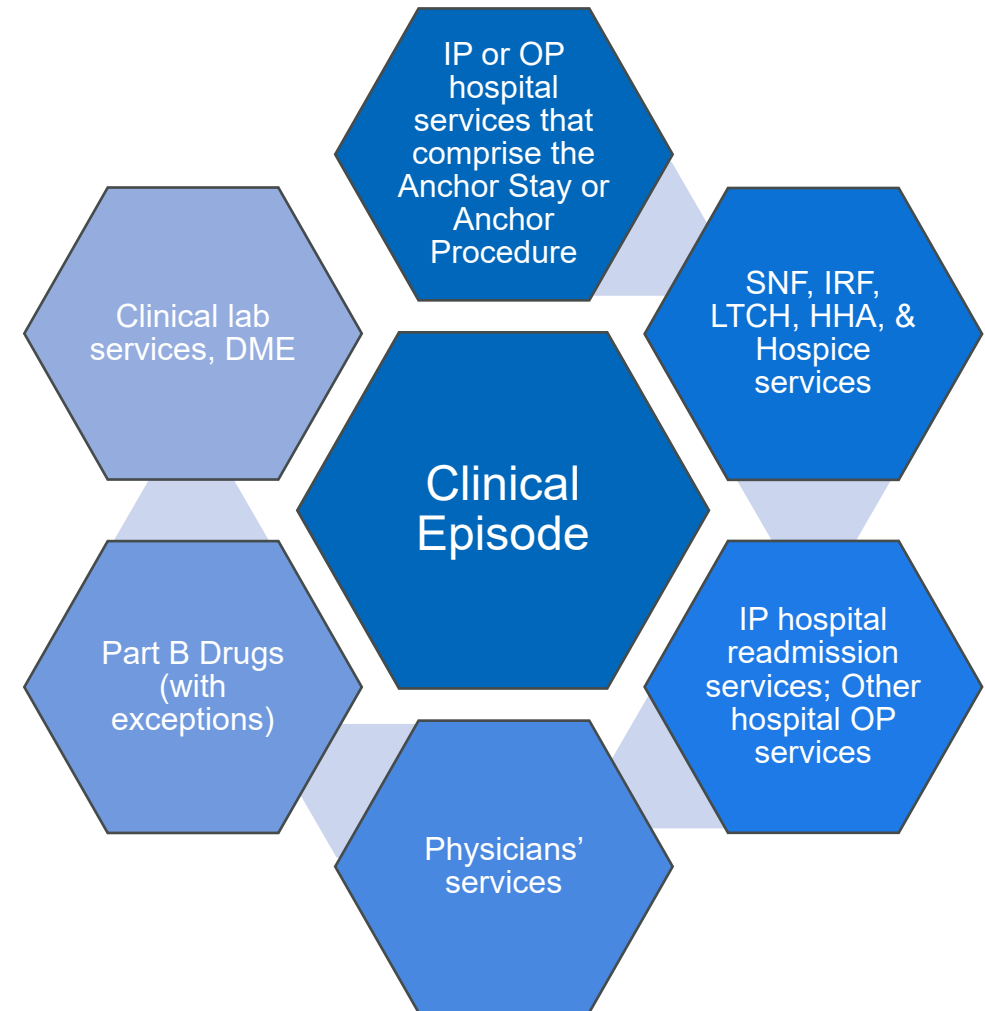 IP or OP
hospital
services that
comprise the
Anchor Stay or
Anchor
Procedure
SNF, IRF,
LTCH, HHA, &
Hospice
services
IP hospital
readmission
services; Other
hospital OP
services
Physicians’
services
Part B Drugs
(with
exceptions)
Clinical lab
services, DME
Clinical
Episode